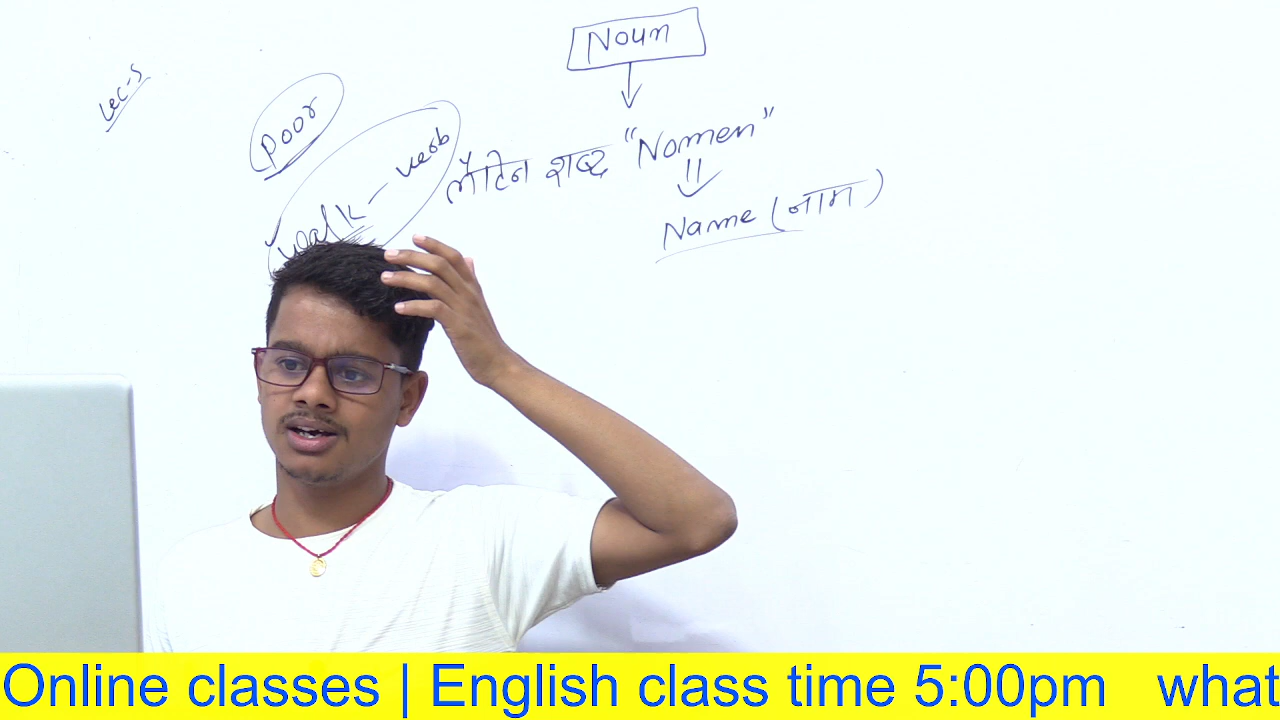 Noun
Lec-5
Poor
लैटिन शब्द "Nomen"
walk - verb
Name (नाम)
Online classes | English class time 5:00pm what